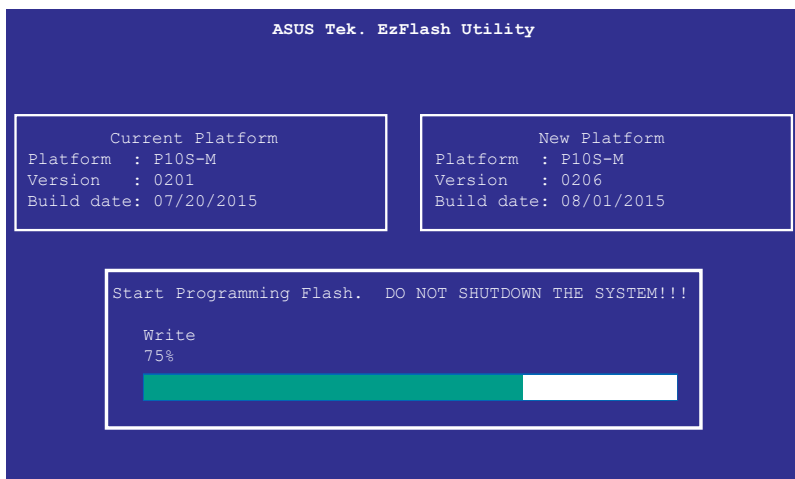 ASUS Tek. EzFlash Utility
Current Platform
Platform : P10S-M
Version : 0201
Build date: 07/20/2015
New Platform
Platform : P10S-M
Version : 0206
Build date: 08/01/2015
Start Programming Flash. DO NOT SHUTDOWN THE SYSTEM!!!
Write
75%